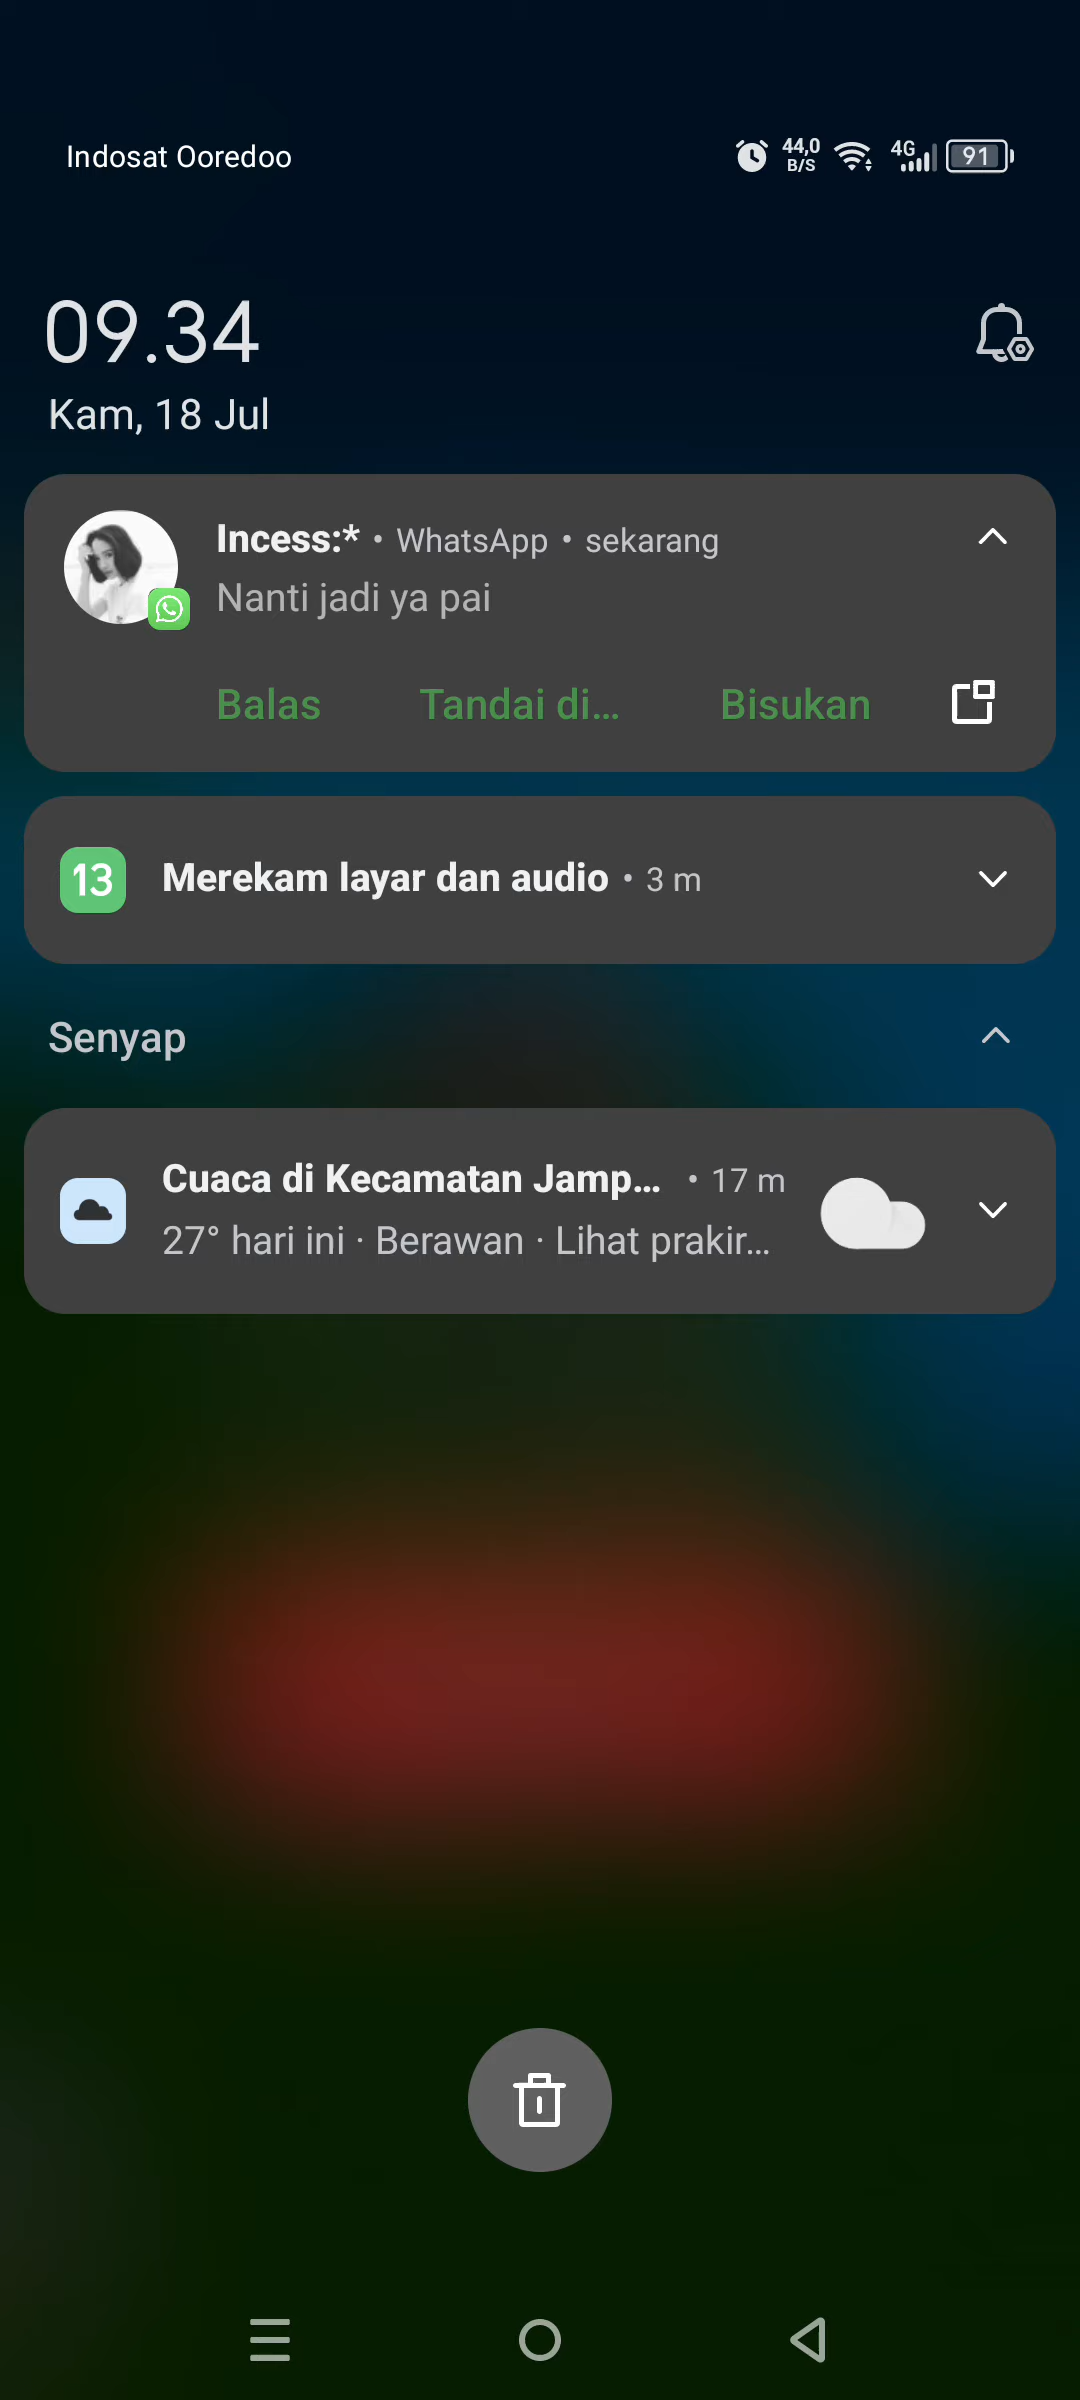 Indosat Ooredoo
44,0
B/S
4G
91
09.34
Kam, 18 Jul
Incess:* • WhatsApp • sekarang
Nanti jadi ya pai
Balas Tandai di... Bisukan
13 Merekam layar dan audio • 3 m
Senyap
Cuaca di Kecamatan Jamp... • 17 m
27° hari ini · Berawan · Lihat prakir...